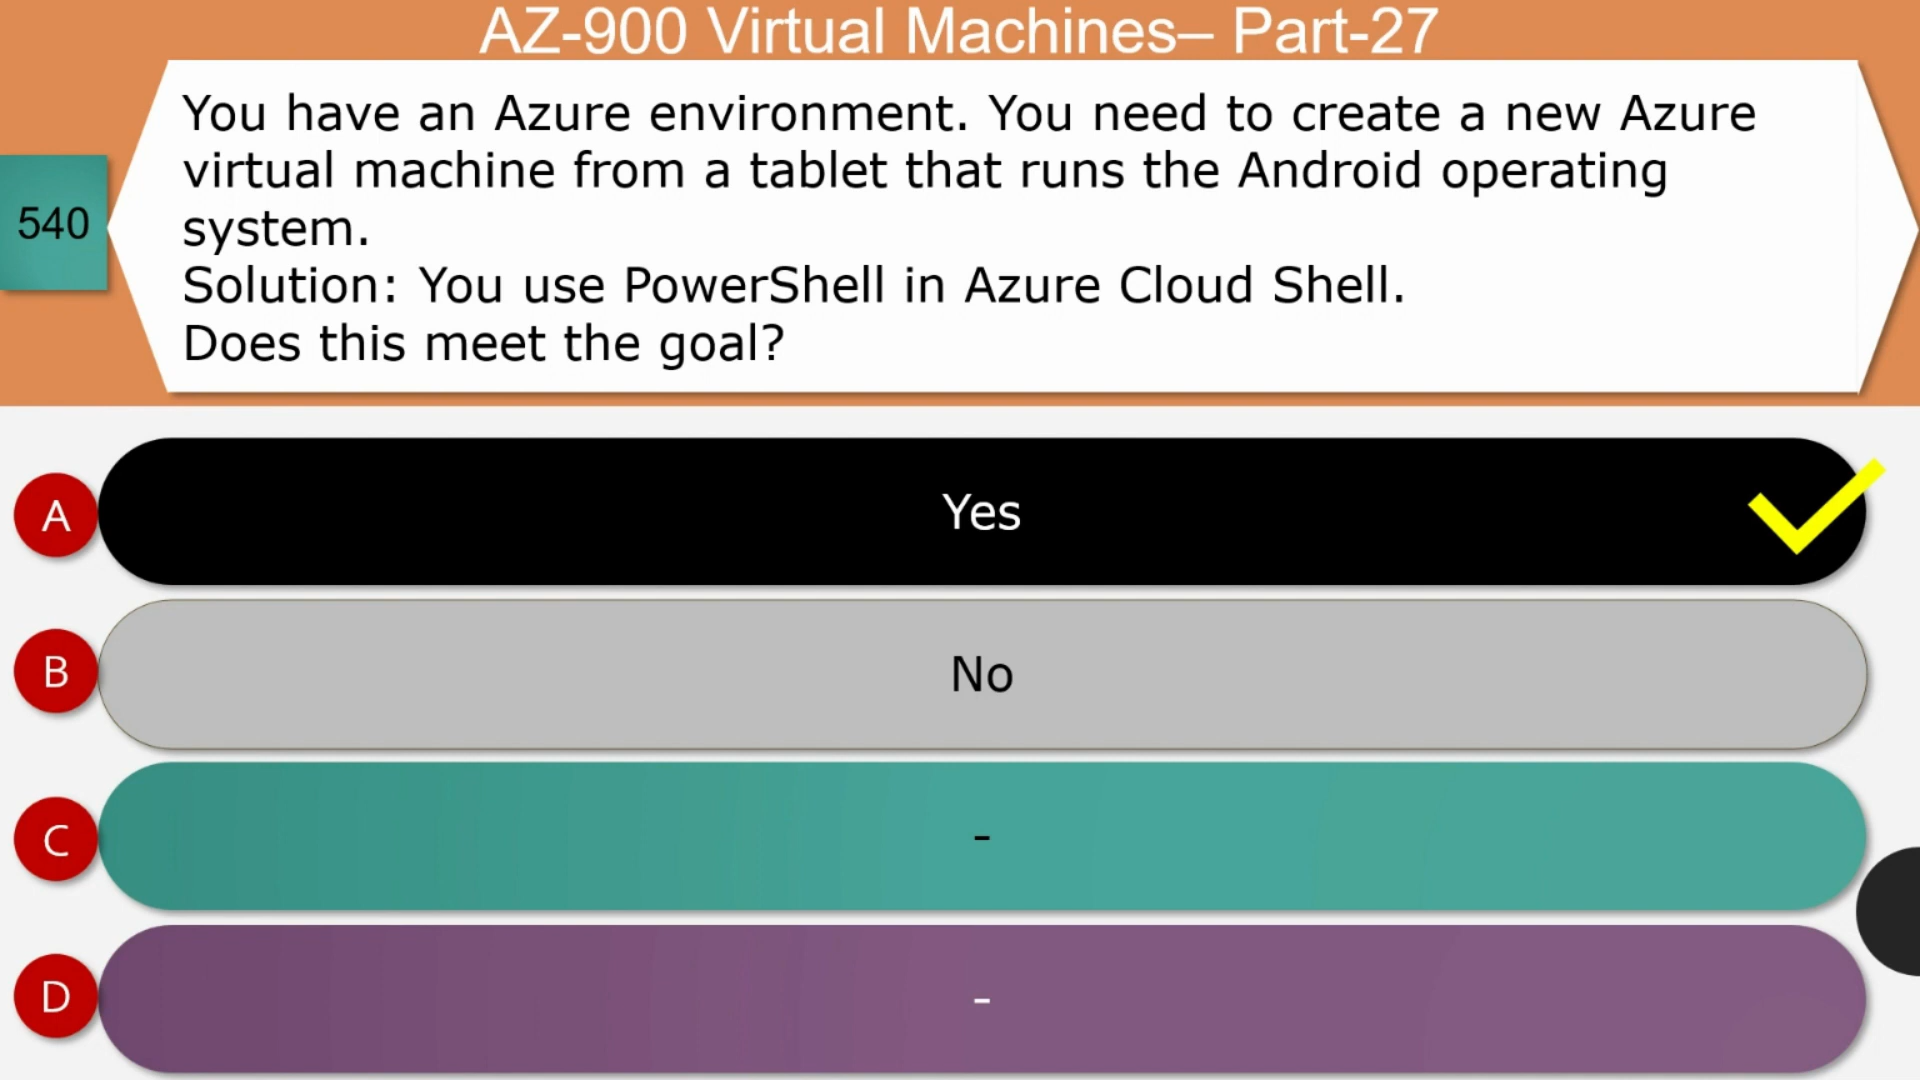 AZ-900 Virtual Machines– Part-27
540
You have an Azure environment. You need to create a new Azure
virtual machine from a tablet that runs the Android operating
system.
Solution: You use PowerShell in Azure Cloud Shell.
Does this meet the goal?
A
Yes
B
No
C
-
D
-